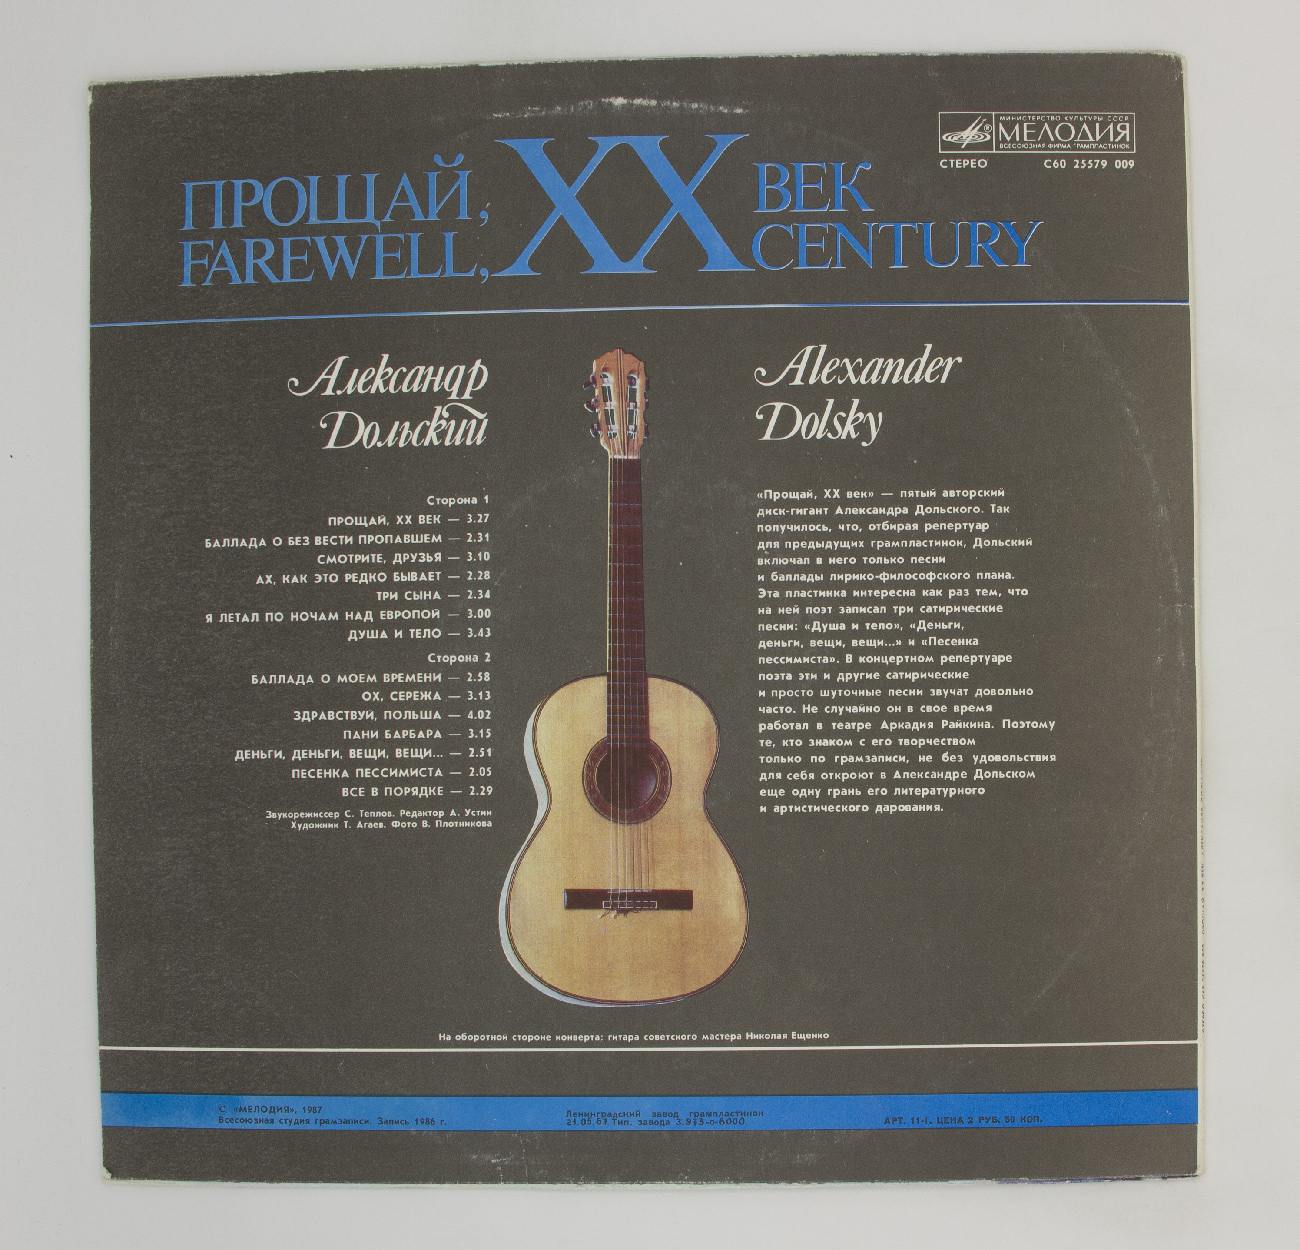 МИНИСТЕРСТВО КУЛЬТУРЫ СССР
МЕЛОДИЯ
ВСЕСОЮЗНАЯ ФИРМА ГРАМПЛАСТИНОК
СТЕРЕО С60 25579 009
ПРОЩАЙ, XX ВЕК
FAREWELL, CENTURY
Александр
Дольский
Alexander
Dolsky
Сторона 1
ПРОЩАЙ, XX ВЕК — 3.27
БАЛЛАДА О БЕЗ ВЕСТИ ПРОПАВШЕМ — 2.31
СМОТРИТЕ, ДРУЗЬЯ — 3.10
АХ, КАК ЭТО РЕДКО БЫВАЕТ — 2.28
ТРИ СЫНА — 2.34
Я ЛЕТАЛ ПО НОЧАМ НАД ЕВРОПОЙ — 3.00
ДУША И ТЕЛО — 3.43
Сторона 2
БАЛЛАДА О МОЕМ ВРЕМЕНИ — 2.58
ОХ, СЕРЕЖА — 3.13
ЗДРАВСТВУЙ, ПОЛЬША — 4.02
ПАНИ БАРБАРА — 3.15
ДЕНЬГИ, ДЕНЬГИ, ВЕЩИ, ВЕЩИ... — 2.51
ПЕСЕНКА ПЕССИМИСТА — 2.05
ВСЕ В ПОРЯДКЕ — 2.29
Звукорежиссер С. Теплов. Редактор А. Устин
Художник Т. Агаев. Фото В. Плотникова
«Прощай, XX век» — пятый авторский
диск-гигант Александра Дольского. Так
получилось, что, отбирая репертуар
для предыдущих грампластинок, Дольский
включал в него только песни
и баллады лирико-философского плана.
Эта пластинка интересна как раз тем, что
на ней поэт записал три сатирические
песни: «Душа и тело», «Деньги,
деньги, вещи, вещи...» и «Песенка
пессимиста». В концертном репертуаре
поэта эти и другие сатирические
и просто шуточные песни звучат довольно
часто. Не случайно он в свое время
работал в театре Аркадия Райкина. Поэтому
те, кто знаком с его творчеством
только по грамзаписи, не без удовольствия
для себя откроют в Александре Дольском
еще одну грань его литературного
и артистического дарования.
На оборотной стороне конверта: гитара советского мастера Николая Ещенко
С «МЕЛОДИЯ», 1987
Всесоюзная студия грамзаписи. Запись 1986 г.
Ленинградский завод грампластинок
Тип. завода
АРТ. 11-1. ЦЕНА 2 РУБ. 50 КОП.